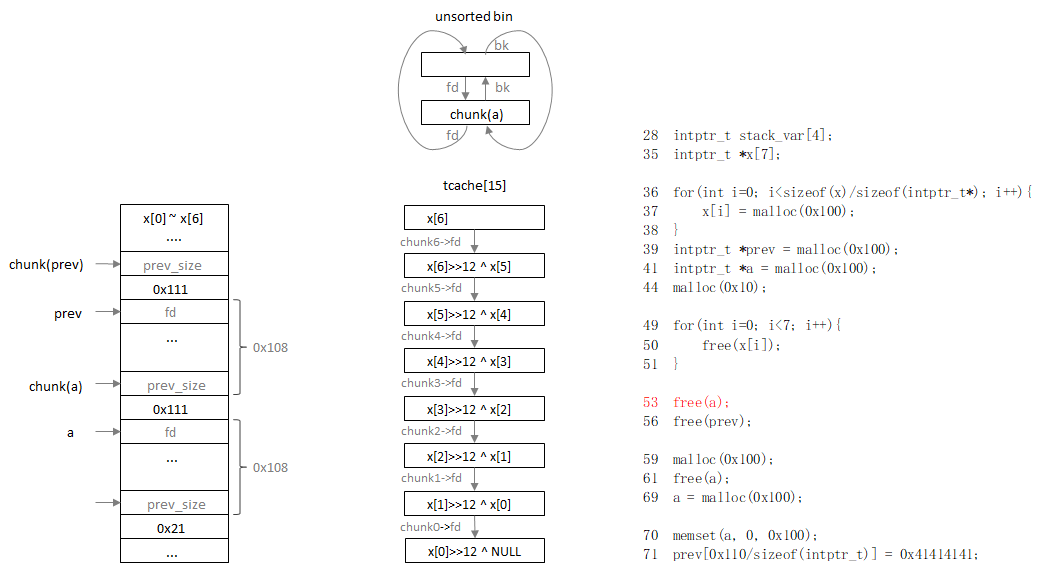 unsorted bin
bk
fd
bk
chunk(a)
fd
tcache[15]
x[0] ~ x[6]
....
chunk(prev)
prev_size
0x111
prev
fd
...
0x108
chunk(a)
prev_size
0x111
a
fd
...
0x108
prev_size
0x21
...
x[6]
chunk6->fd
x[6]>>12 ^ x[5]
chunk5->fd
x[5]>>12 ^ x[4]
chunk4->fd
x[4]>>12 ^ x[3]
chunk3->fd
x[3]>>12 ^ x[2]
chunk2->fd
x[2]>>12 ^ x[1]
chunk1->fd
x[1]>>12 ^ x[0]
chunk0->fd
x[0]>>12 ^ NULL
28 intptr_t stack_var[4];
35 intptr_t *x[7];
36 for(int i=0; i<sizeof(x)/sizeof(intptr_t*); i++){
37 x[i] = malloc(0x100);
38 }
39 intptr_t *prev = malloc(0x100);
41 intptr_t *a = malloc(0x100);
44 malloc(0x10);
49 for(int i=0; i<7; i++){
50 free(x[i]);
51 }
53 free(a);
56 free(prev);
59 malloc(0x100);
61 free(a);
69 a = malloc(0x100);
70 memset(a, 0, 0x100);
71 prev[0x110/sizeof(intptr_t)] = 0x41414141;